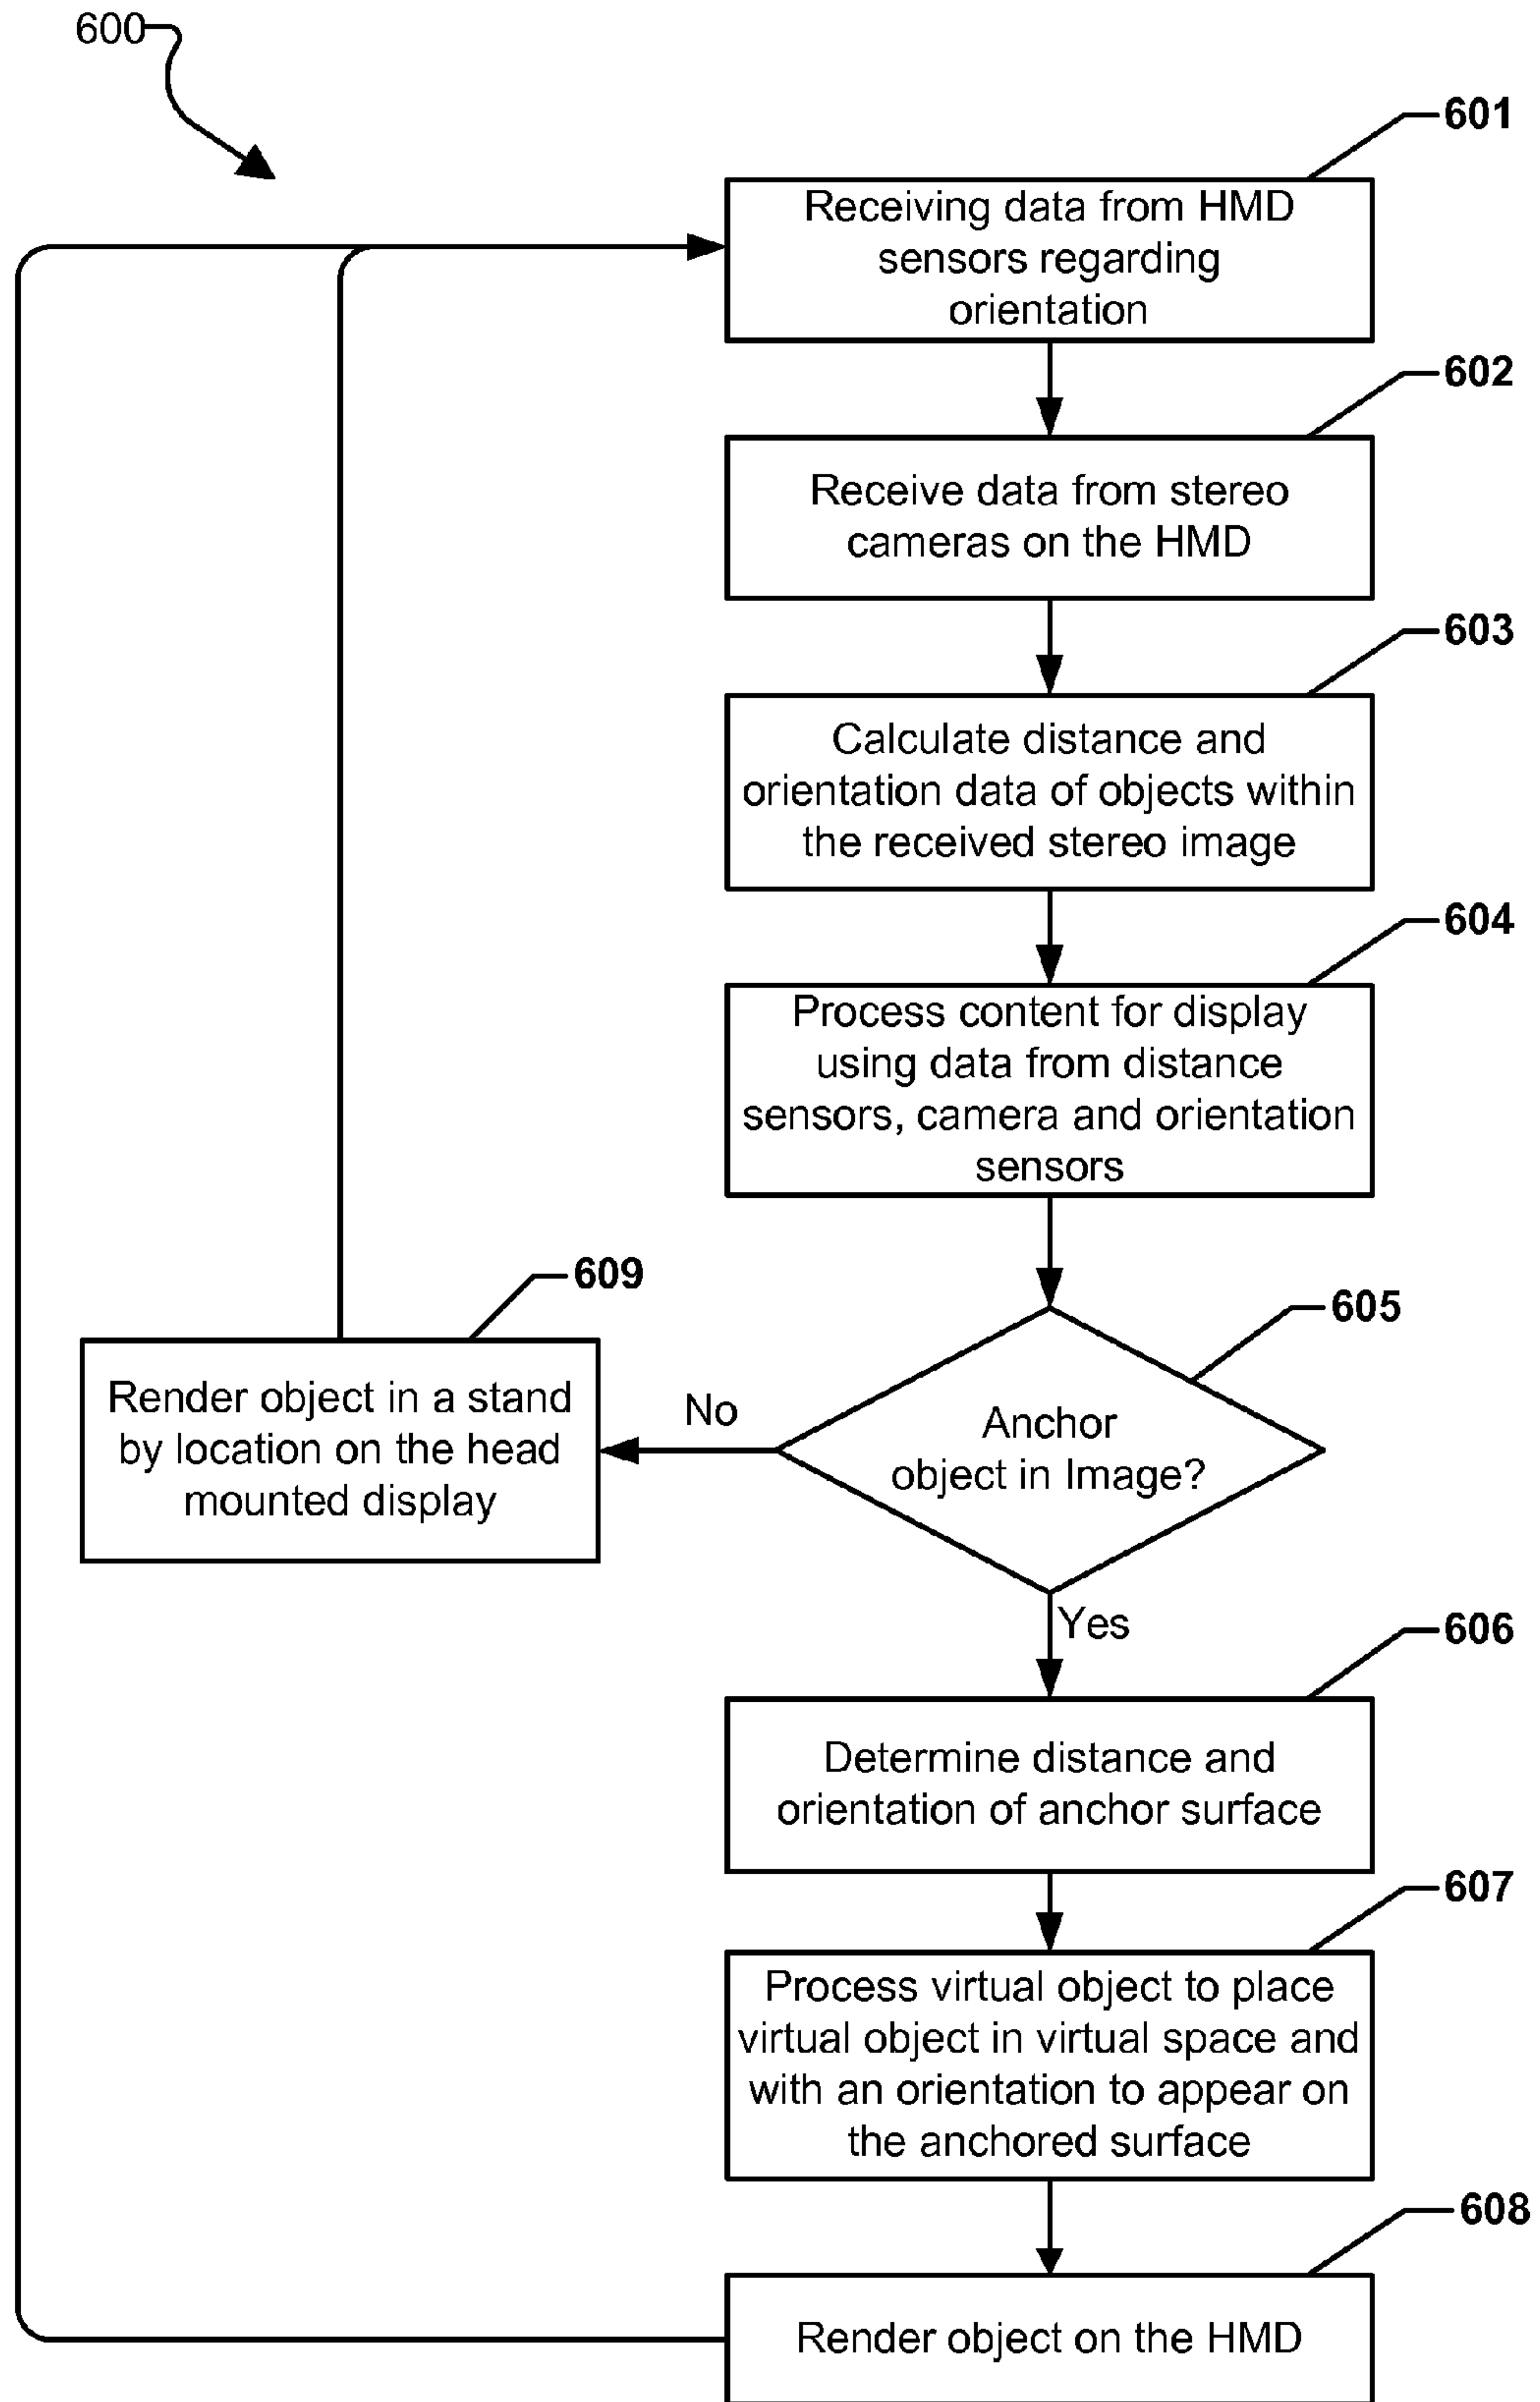 600
601
Receiving data from HMD
sensors regarding
orientation
602
Receive data from stereo
cameras on the HMD
603
Calculate distance and
orientation data of objects within
the received stereo image
604
Process content for display
using data from distance
sensors, camera and orientation
sensors
605
Anchor
object in Image?
No
609
Render object in a stand
by location on the head
mounted display
Yes
606
Determine distance and
orientation of anchor surface
607
Process virtual object to place
virtual object in virtual space and
with an orientation to appear on
the anchored surface
608
Render object on the HMD